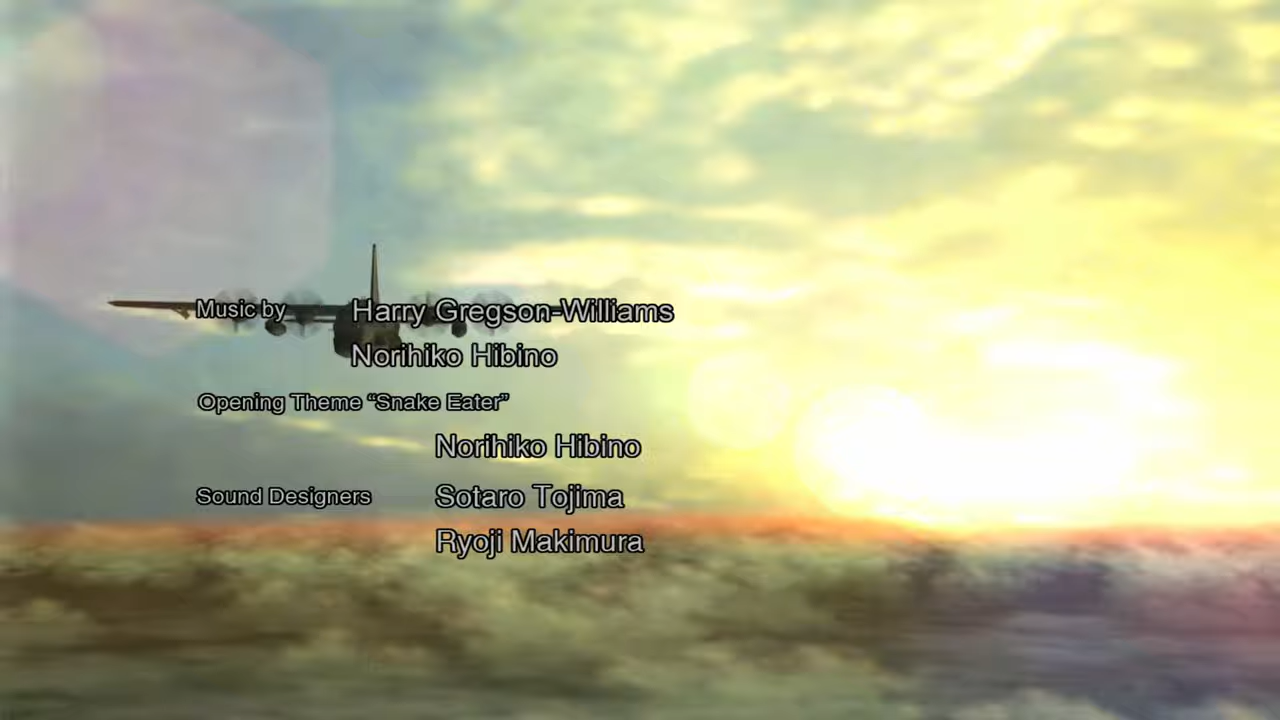 Music by Harry Gregson-Williams
Norihiko Hibino
Opening Theme “Snake Eater”
Norihiko Hibino
Sound Designers Sotaro Tojima
Ryoji Makimura